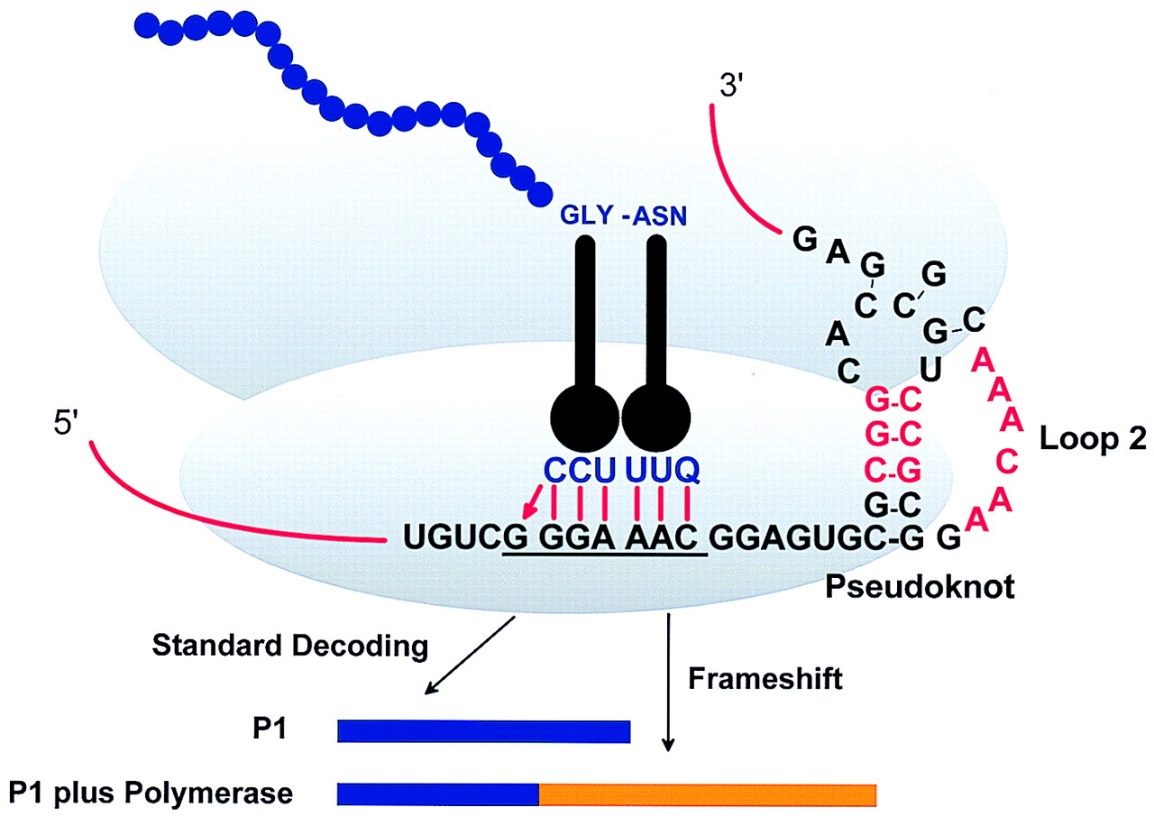 3'
GLY -ASN
G A G C C G
A C G-C
C U A
G-C A
G-C A
C-G C
G-C A
Loop 2
5'
CCU UUQ
UGUCG GGA AAC GGAGUGC-G G A
Pseudoknot
Standard Decoding
Frameshift
P1
P1 plus Polymerase